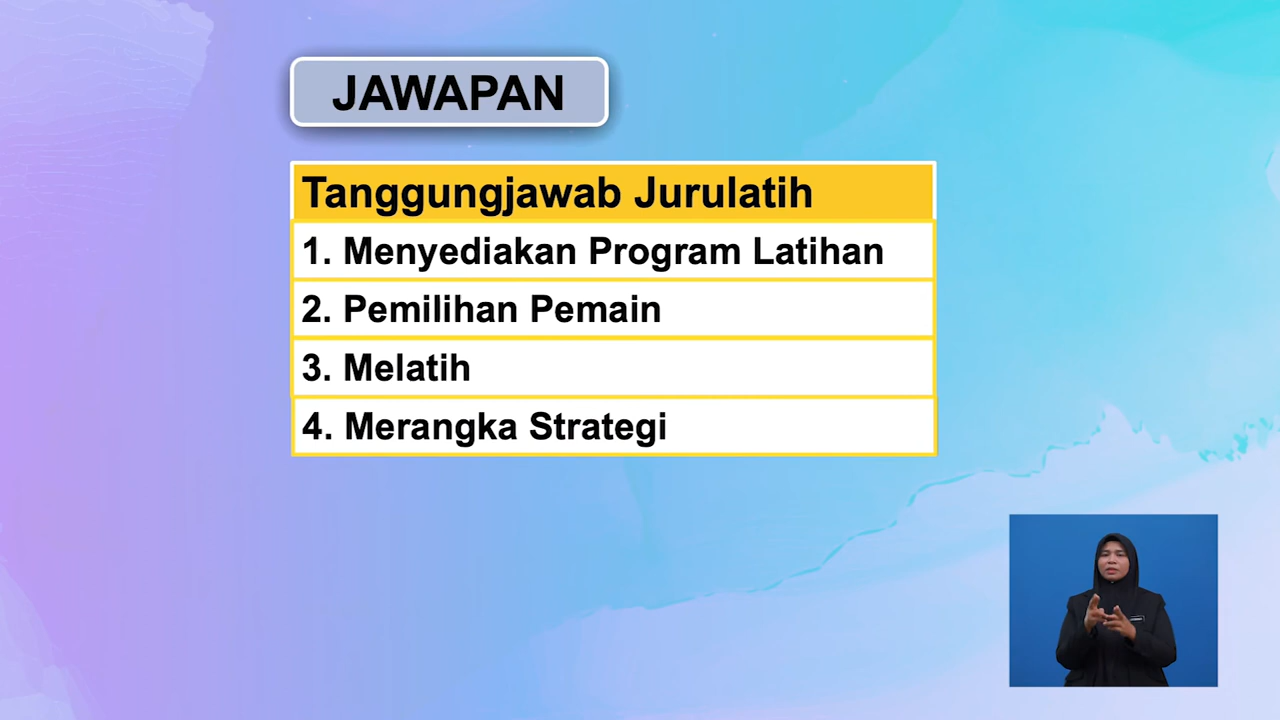 JAWAPAN
Tanggungjawab Jurulatih
1. Menyediakan Program Latihan
2. Pemilihan Pemain
3. Melatih
4. Merangka Strategi